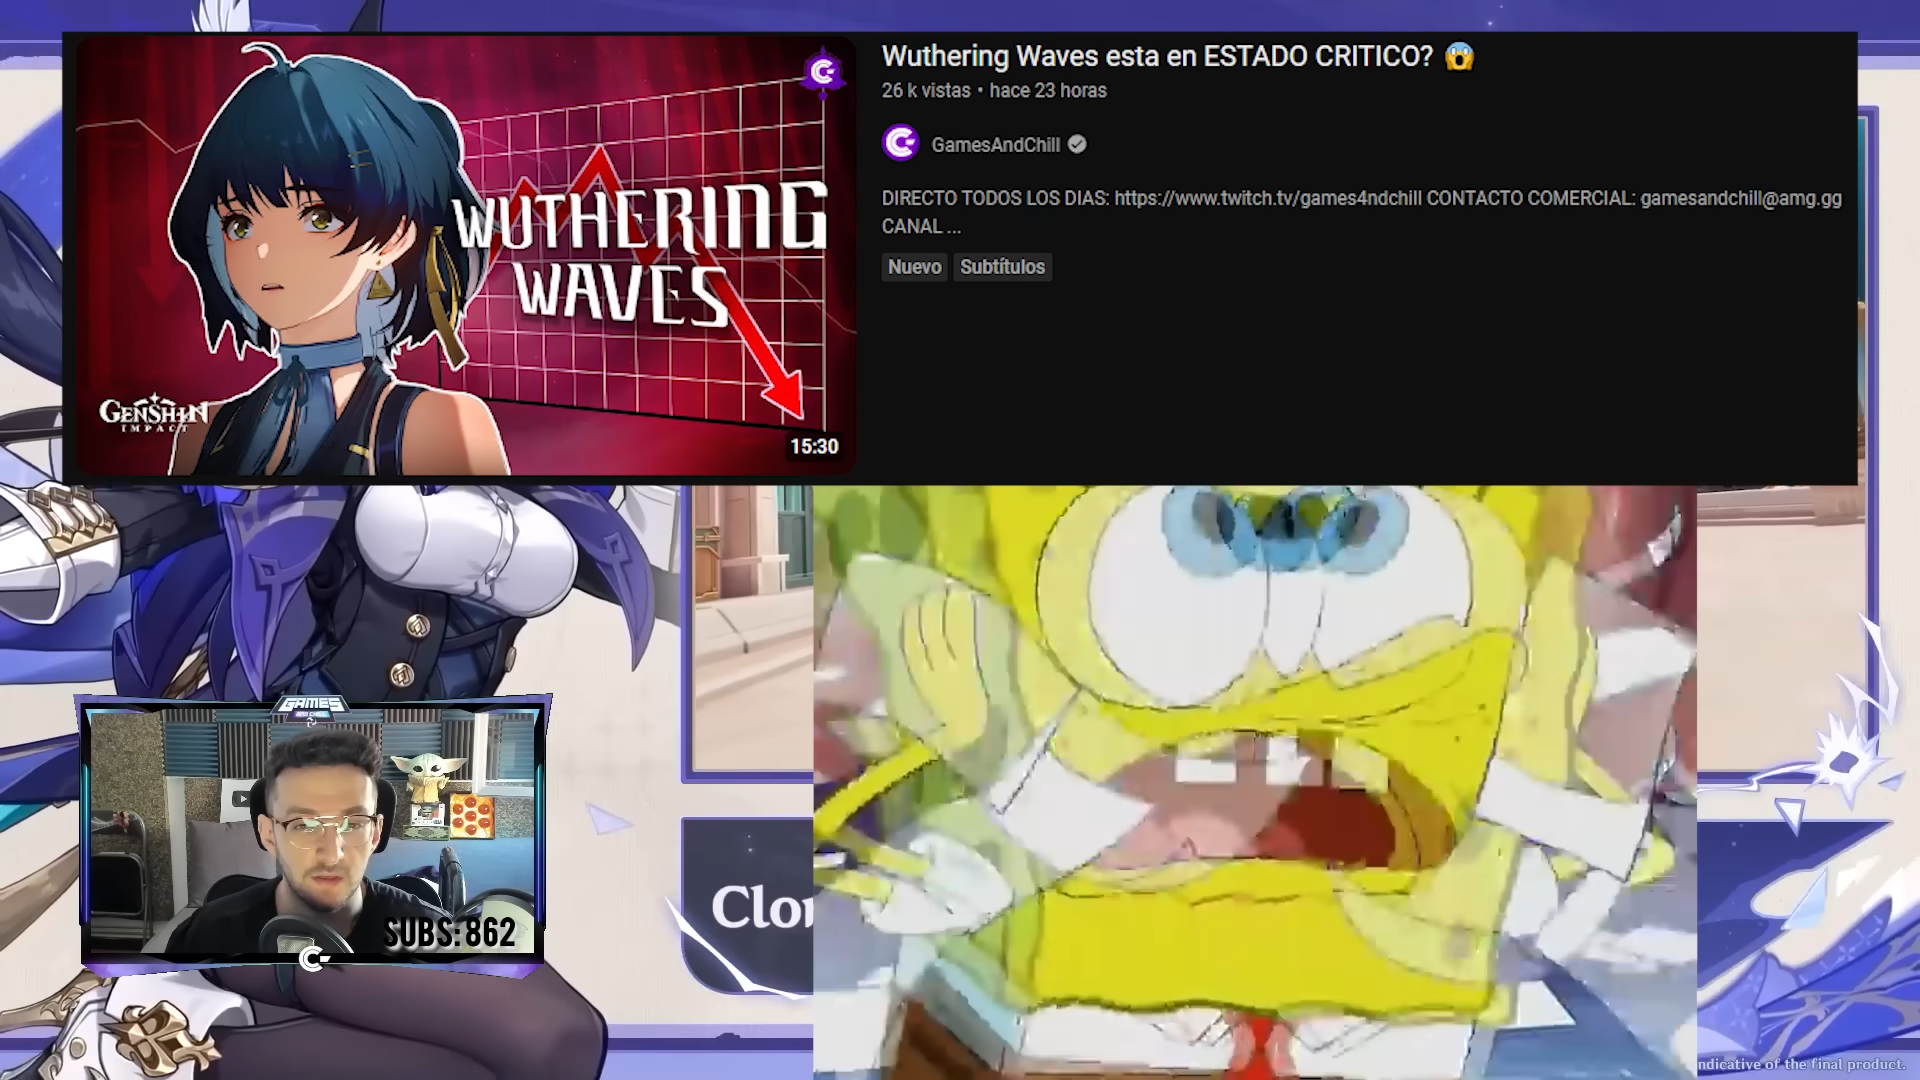 Wuthering Waves esta en ESTADO CRITICO? 😱
26 k vistas • hace 23 horas
GamesAndChill
DIRECTO TODOS LOS DIAS: https://www.twitch.tv/games4ndchill CONTACTO COMERCIAL: gamesandchill@amg.gg
CANAL ...
Nuevo Subtítulos
WUTHERING
WAVES
GENSHIN
IMPACT
15:30
GAMES
SUBS:862
Clor
ndicative of the final product.